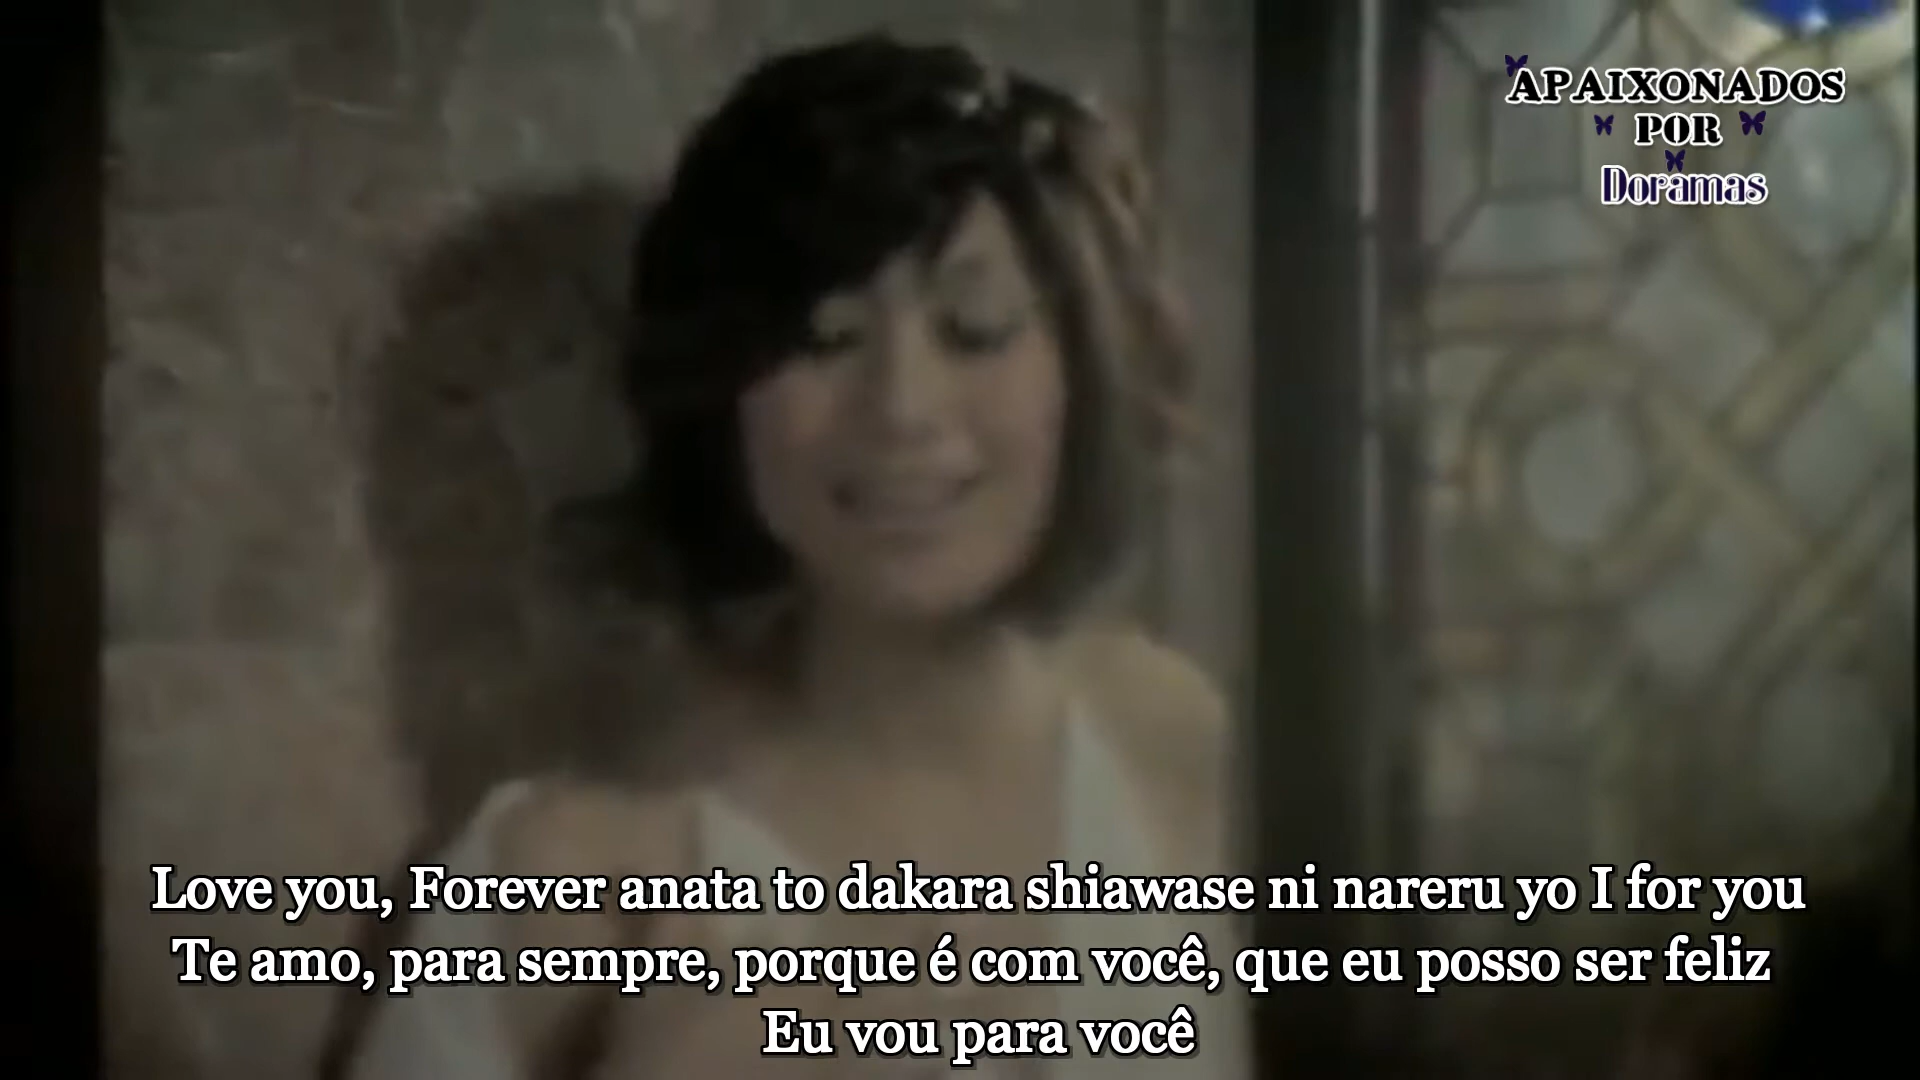 APAIXONADOS
POR
Doramas
Love you, Forever anata to dakara shiawase ni nareru yo I for you
Te amo, para sempre, porque é com você, que eu posso ser feliz
Eu vou para você